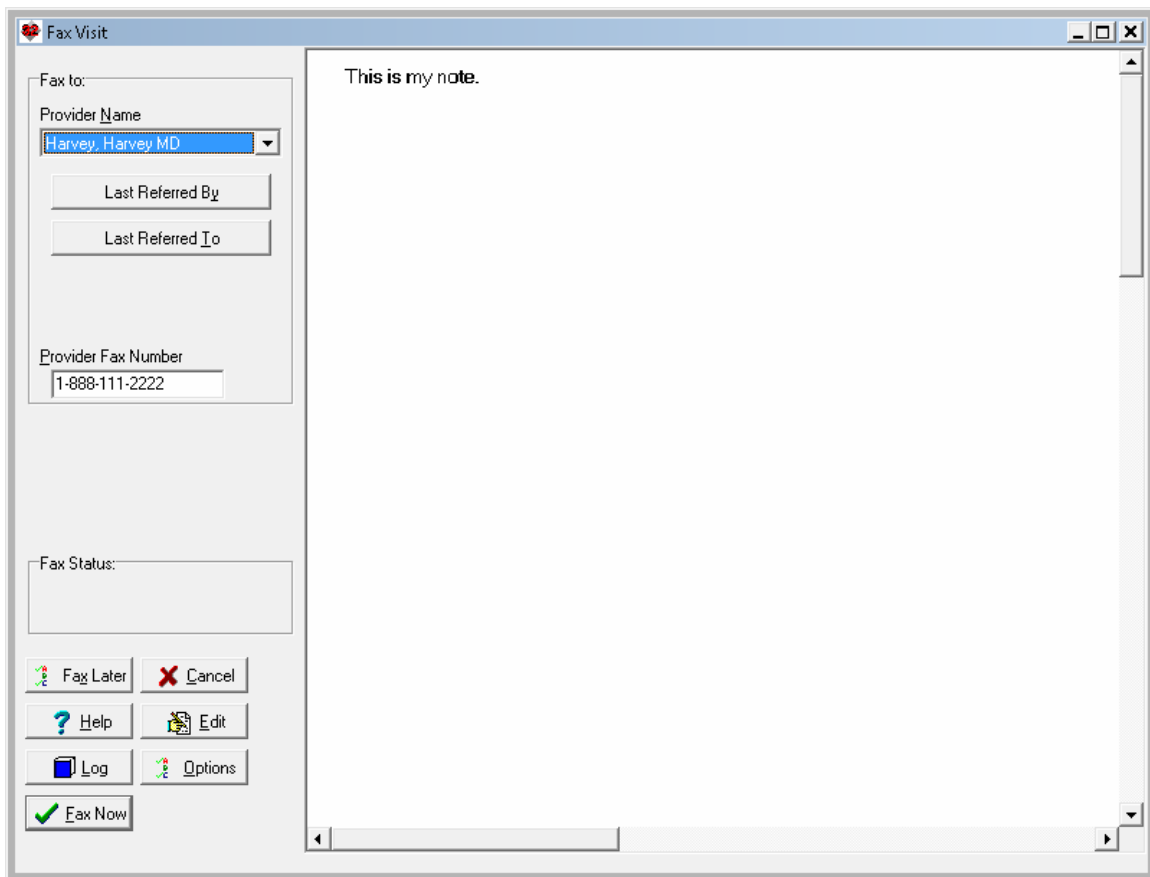 Fax Visit
Fax to:
Provider Name
Harvey, Harvey MD
Last Referred By
Last Referred To
Provider Fax Number
1-888-111-2222
Fax Status:
Fax Later
Cancel
Help
Edit
Log
Options
Fax Now
This is my note.